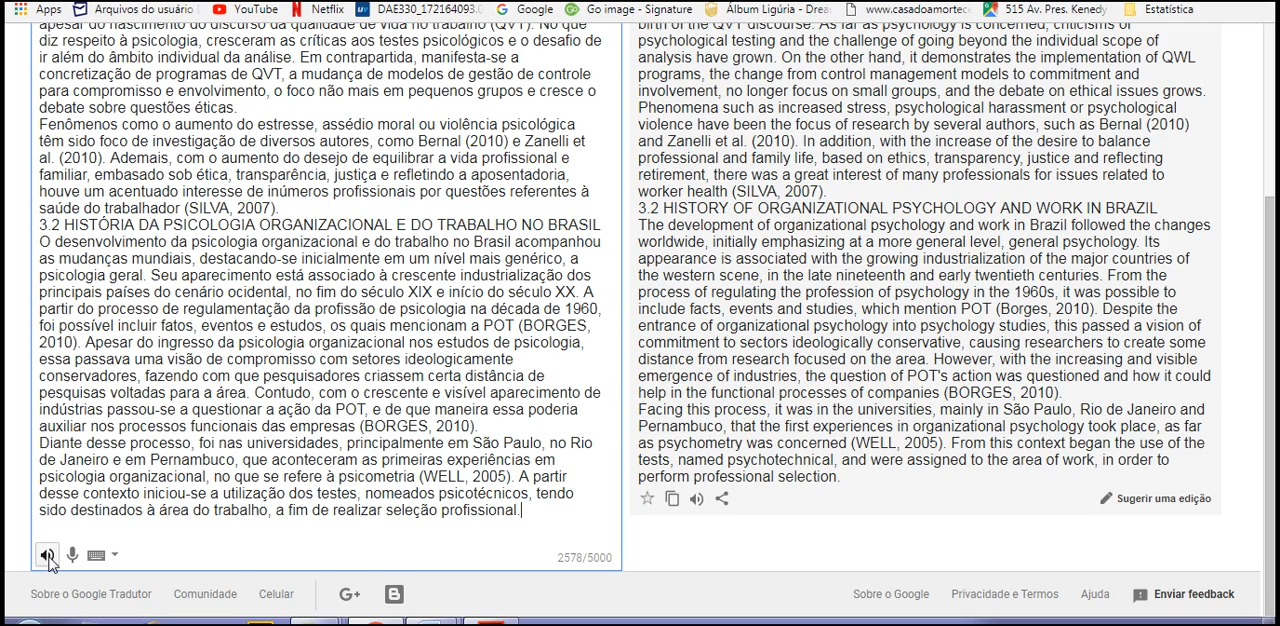 Apps
Arquivos do usuário
YouTube
Netflix
DAE330_172164093.
Google
Go image - Signature
Álbum Ligúria - Drea
www.casadoamortec
515 Av. Pres. Kenedy
Estatística
apesar do nascimento do discurso da qualidade de vida no trabalho (QVT). No que
diz respeito à psicologia, cresceram as críticas aos testes psicológicos e o desafio de
ir além do âmbito individual da análise. Em contrapartida, manifesta-se a
concretização de programas de QVT, a mudança de modelos de gestão de controle
para compromisso e envolvimento, o foco não mais em pequenos grupos e cresce o
debate sobre questões éticas.
Fenômenos como o aumento do estresse, assédio moral ou violência psicológica
têm sido foco de investigação de diversos autores, como Bernal (2010) e Zanelli et
al. (2010). Ademais, com o aumento do desejo de equilibrar a vida profissional e
familiar, embasado sob ética, transparência, justiça e refletindo a aposentadoria,
houve um acentuado interesse de inúmeros profissionais por questões referentes à
saúde do trabalhador (SILVA, 2007).
3.2 HISTÓRIA DA PSICOLOGIA ORGANIZACIONAL E DO TRABALHO NO BRASIL
O desenvolvimento da psicologia organizacional e do trabalho no Brasil acompanhou
as mudanças mundiais, destacando-se inicialmente em um nível mais genérico, a
psicologia geral. Seu aparecimento está associado à crescente industrialização dos
principais países do cenário ocidental, no fim do século XIX e início do século XX. A
partir do processo de regulamentação da profissão de psicologia na década de 1960,
foi possível incluir fatos, eventos e estudos, os quais mencionam a POT (BORGES,
2010). Apesar do ingresso da psicologia organizacional nos estudos de psicologia,
essa passava uma visão de compromisso com setores ideologicamente
conservadores, fazendo com que pesquisadores criassem certa distância de
pesquisas voltadas para a área. Contudo, com o crescente e visível aparecimento de
indústrias passou-se a questionar a ação da POT, e de que maneira essa poderia
auxiliar nos processos funcionais das empresas (BORGES, 2010).
Diante desse processo, foi nas universidades, principalmente em São Paulo, no Rio
de Janeiro e em Pernambuco, que aconteceram as primeiras experiências em
psicologia organizacional, no que se refere à psicometria (WELL, 2005). A partir
desse contexto iniciou-se a utilização dos testes, nomeados psicotécnicos, tendo
sido destinados à área do trabalho, a fim de realizar seleção profissional.
2578/5000
birth of the QVT discourse. As far as psychology is concerned, criticisms of
psychological testing and the challenge of going beyond the individual scope of
analysis have grown. On the other hand, it demonstrates the implementation of QWL
programs, the change from control management models to commitment and
involvement, no longer focus on small groups, and the debate on ethical issues grows.
Phenomena such as increased stress, psychological harassment or psychological
violence have been the focus of research by several authors, such as Bernal (2010)
and Zanelli et al. (2010). In addition, with the increase of the desire to balance
professional and family life, based on ethics, transparency, justice and reflecting
retirement, there was a great interest of many professionals for issues related to
worker health (SILVA, 2007).
3.2 HISTORY OF ORGANIZATIONAL PSYCHOLOGY AND WORK IN BRAZIL
The development of organizational psychology and work in Brazil followed the changes
worldwide, initially emphasizing at a more general level, general psychology. Its
appearance is associated with the growing industrialization of the major countries of
the western scene, in the late nineteenth and early twentieth centuries. From the
process of regulating the profession of psychology in the 1960s, it was possible to
include facts, events and studies, which mention POT (Borges, 2010). Despite the
entrance of organizational psychology into psychology studies, this passed a vision of
commitment to sectors ideologically conservative, causing researchers to create some
distance from research focused on the area. However, with the increasing and visible
emergence of industries, the question of POT's action was questioned and how it could
help in the functional processes of companies (BORGES, 2010).
Facing this process, it was in the universities, mainly in São Paulo, Rio de Janeiro and
Pernambuco, that the first experiences in organizational psychology took place, as far
as psychometry was concerned (WELL, 2005). From this context began the use of the
tests, named psychotechnical, and were assigned to the area of work, in order to
perform professional selection.
Sugerir uma edição
Sobre o Google Tradutor
Comunidade
Celular
G+
Sobre o Google
Privacidade e Termos
Ajuda
Enviar feedback